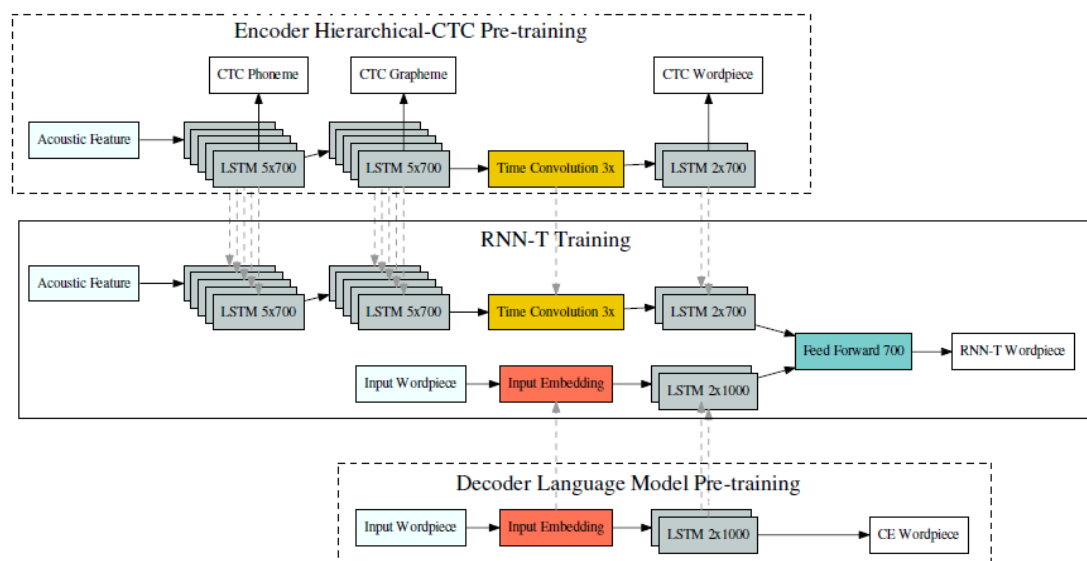 Encoder Hierarchical-CTC Pre-training
CTC Phoneme
CTC Grapheme
CTC Wordpiece
Acoustic Feature
LSTM 5x700
LSTM 5x700
Time Convolution 3x
LSTM 2x700
RNN-T Training
Acoustic Feature
LSTM 5x700
LSTM 5x700
Time Convolution 3x
LSTM 2x700
Feed Forward 700
RNN-T Wordpiece
Input Wordpiece
Input Embedding
LSTM 2x1000
Decoder Language Model Pre-training
Input Wordpiece
Input Embedding
LSTM 2x1000
CE Wordpiece